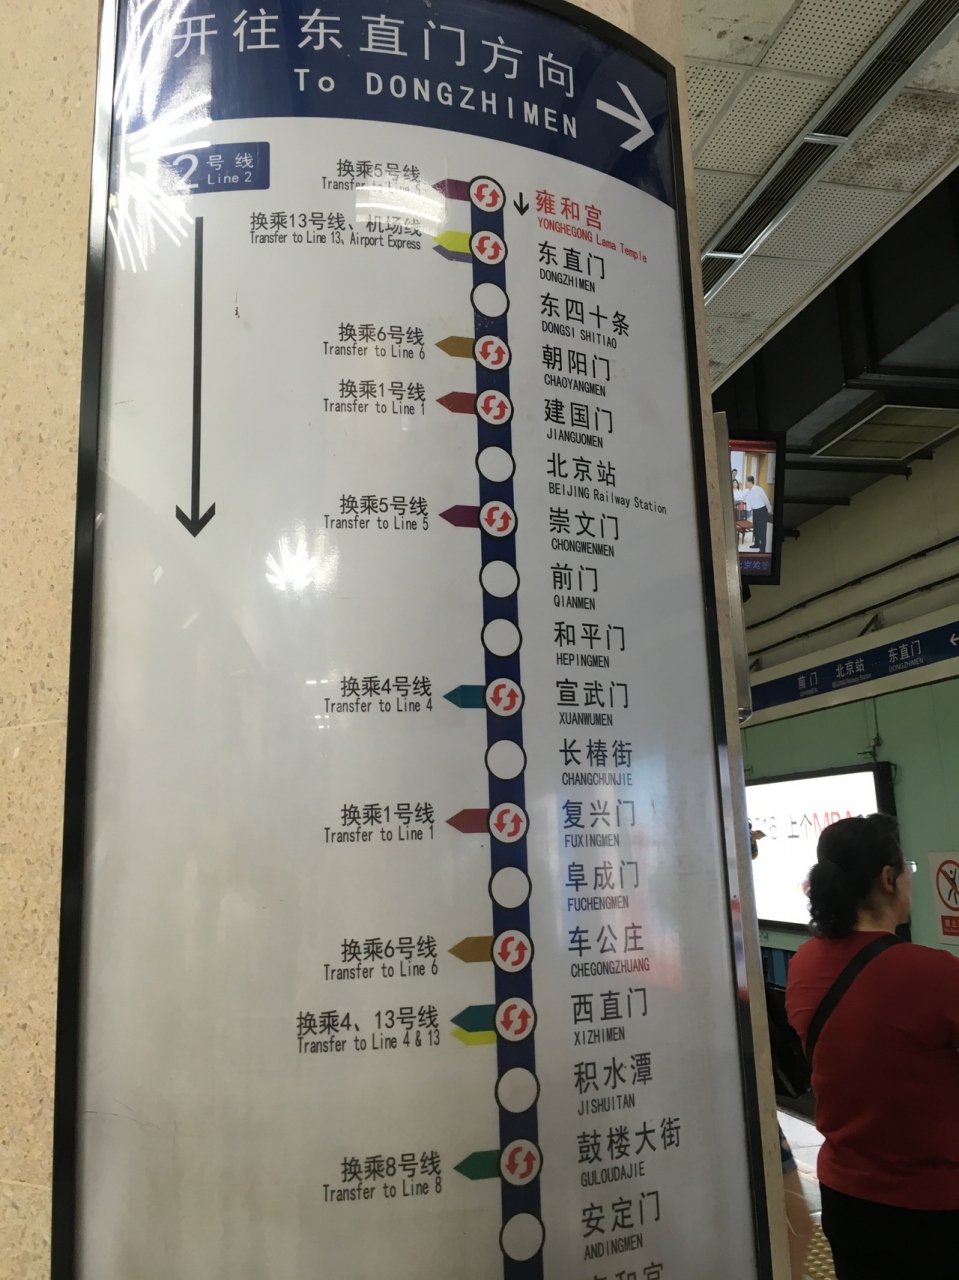 开往东直门方向
To DONGZHIMEN
2号线
Line 2
换乘5号线
Transfer to Line 5
雍和宫
YONGHEGONG Lama Temple
换乘13号线、机场线
Transfer to Line 13, Airport Express
东直门
DONGZHIMEN
东四十条
DONGSI SHITIAO
换乘6号线
Transfer to Line 6
朝阳门
CHAOYANGMEN
换乘1号线
Transfer to Line 1
建国门
JIANGUOMEN
北京站
BEIJING Railway Station
换乘5号线
Transfer to Line 5
崇文门
CHONGWENMEN
前门
QIANMEN
和平门
HEPINGMEN
换乘4号线
Transfer to Line 4
宣武门
XUANWUMEN
长椿街
CHANGCHUNJIE
换乘1号线
Transfer to Line 1
复兴门
FUXINGMEN
阜成门
FUCHENGMEN
换乘6号线
Transfer to Line 6
车公庄
CHEGONGZHUANG
换乘4、13号线
Transfer to Line 4 & 13
西直门
XIZHIMEN
积水潭
JISHUITAN
换乘8号线
Transfer to Line 8
鼓楼大街
GULOUDAJIE
安定门
ANDINGMEN
前门 北京站 东直门